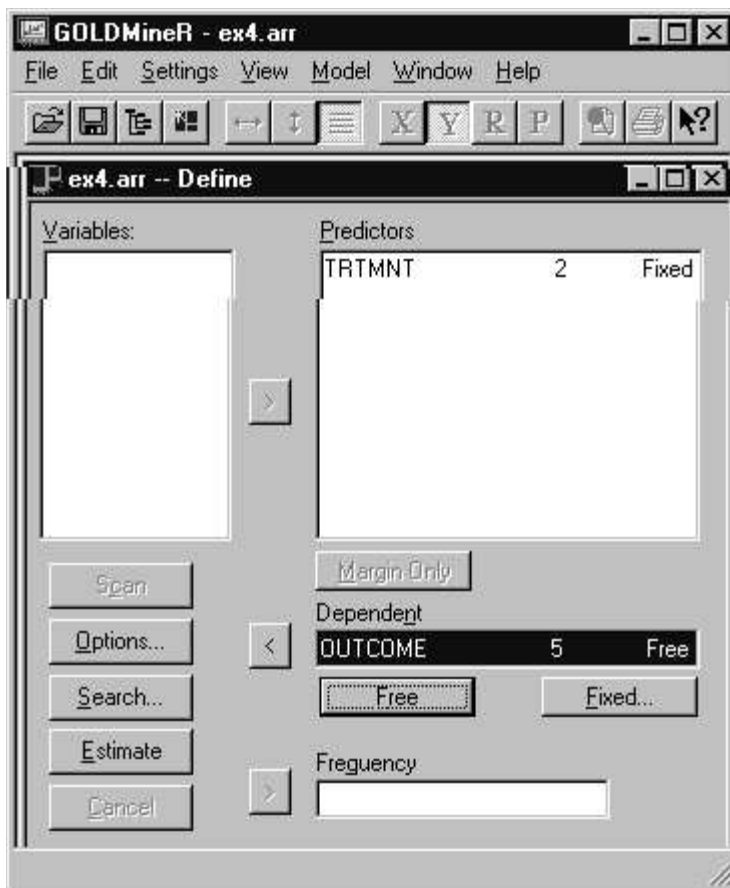 GOLDMineR - ex4.arr
File Edit Settings View Model Window Help
X Y R P ?
ex4.arr -- Define
Variables:
Predictors
TRTMNT 2 Fixed
>
Scan
Margin Only
Dependent
Options...
<
OUTCOME 5 Free
Search...
Free
Fixed...
Estimate
Frequency
>
Cancel